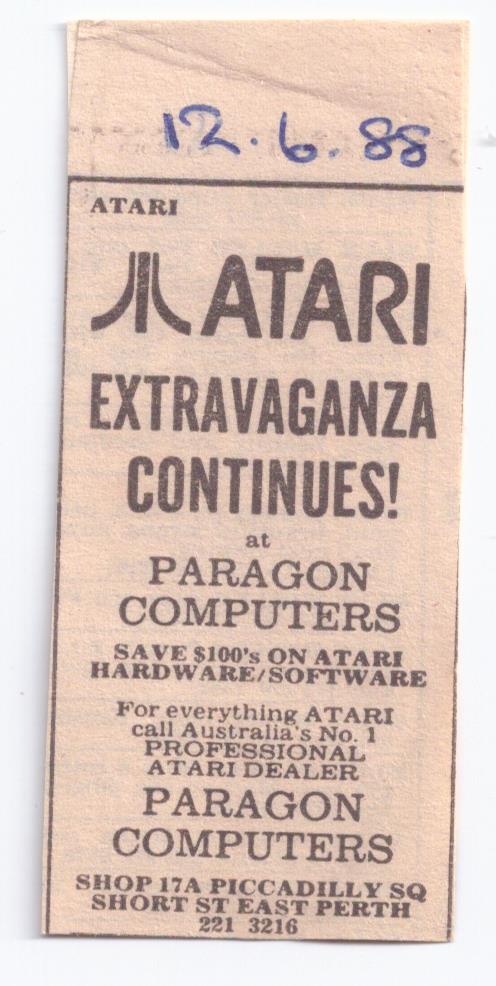 12.6.88
ATARI
ATARI
EXTRAVAGANZA
CONTINUES!
at
PARAGON
COMPUTERS
SAVE $100's ON ATARI
HARDWARE/SOFTWARE
For everything ATARI
call Australia's No. 1
PROFESSIONAL
ATARI DEALER
PARAGON
COMPUTERS
SHOP 17A PICCADILLY SQ
SHORT ST EAST PERTH
221 3216